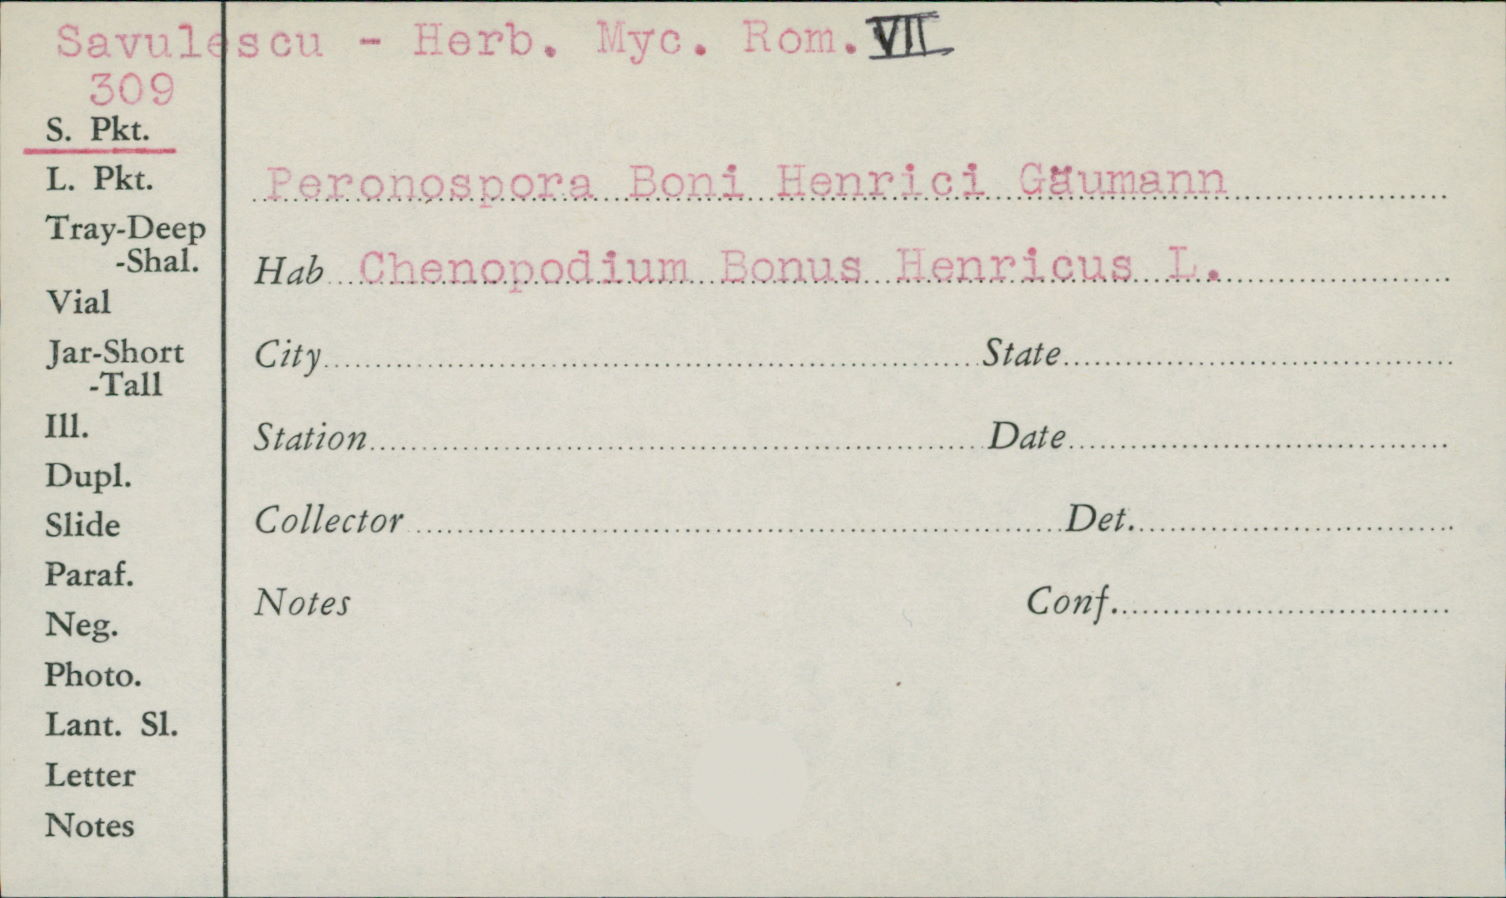 Savulescu - Herb. Myc. Rom. VII
309
S. Pkt.
L. Pkt.
Tray-Deep
-Shal.
Vial
Jar-Short
-Tall
Ill.
Dupl.
Slide
Paraf.
Neg.
Photo.
Lant. Sl.
Letter
Notes
Peronospora Boni Henrici Gäumann
Hab Chenopodium Bonus Henricus L.
City State
Station Date
Collector Det.
Notes Conf.